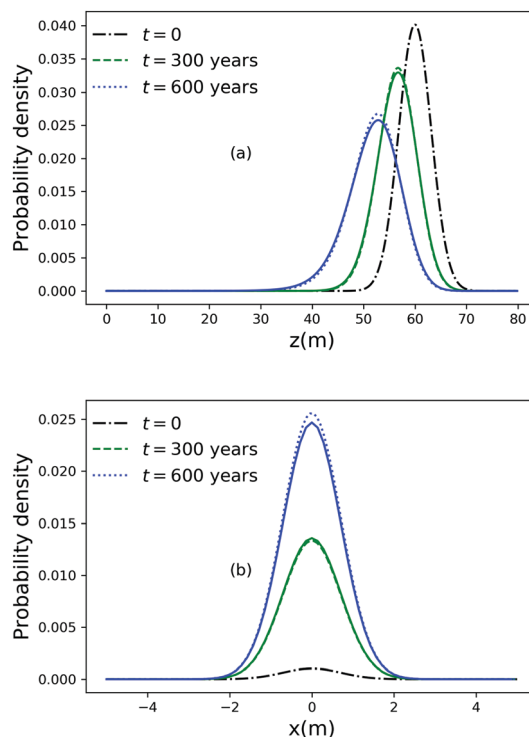 0.040
0.035
0.030
0.025
0.020
0.015
0.010
0.005
0.000
Probability density
t = 0
t = 300 years
t = 600 years
(a)
0 10 20 30 40 50 60 70 80
z(m)
0.025
0.020
0.015
0.010
0.005
0.000
Probability density
t = 0
t = 300 years
t = 600 years
(b)
−4 −2 0 2 4
x(m)